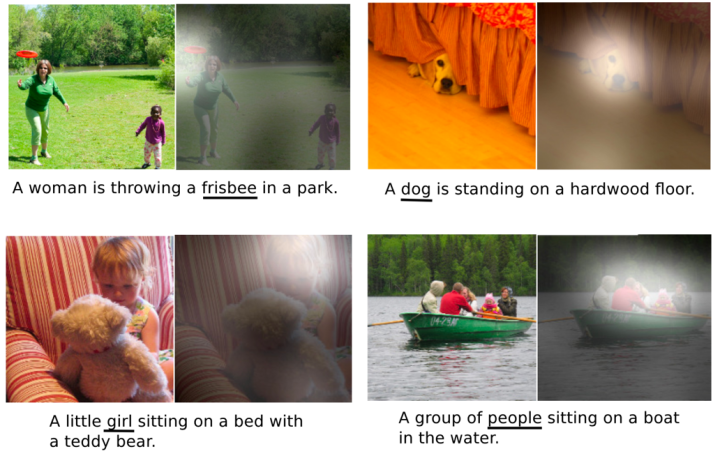 A woman is throwing a frisbee in a park.
A dog is standing on a hardwood floor.
A little girl sitting on a bed with
a teddy bear.
A group of people sitting on a boat
in the water.